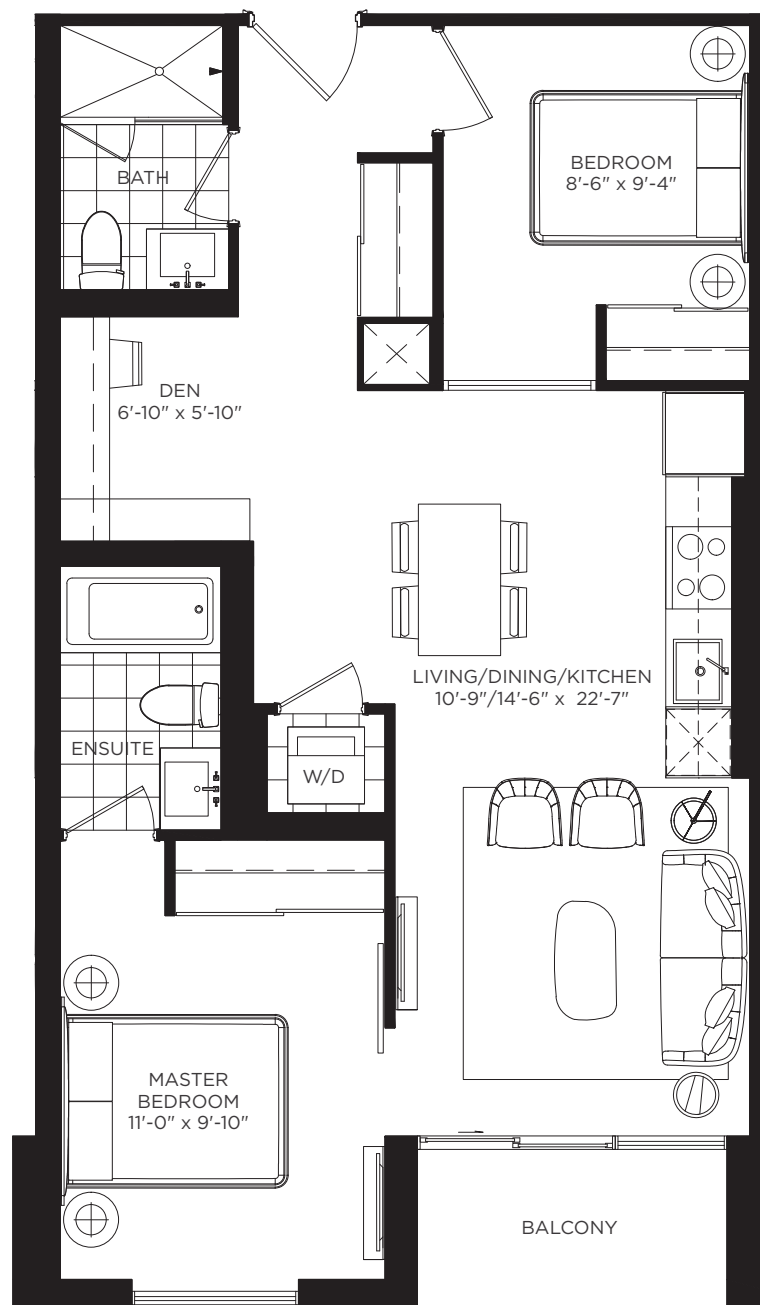 BATH
BEDROOM
8'-6" x 9'-4"
DEN
6'-10" x 5'-10"
LIVING/DINING/KITCHEN
10'-9"/14'-6" x 22'-7"
ENSUITE
W/D
MASTER
BEDROOM
11'-0" x 9'-10"
BALCONY